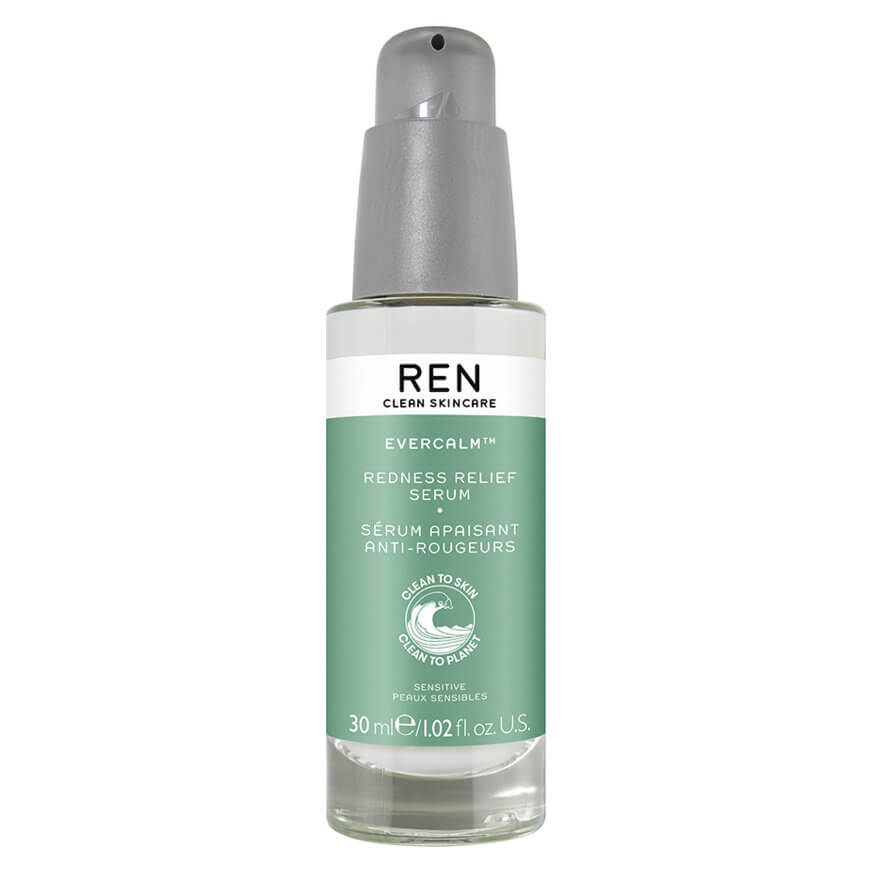 REN
CLEAN SKINCARE
EVERCALM™
REDNESS RELIEF
SERUM
•
SÉRUM APAISANT
ANTI-ROUGEURS
CLEAN TO SKIN
CLEAN TO PLANET
SENSITIVE
PEAUX SENSIBLES
30 ml℮/1.02 fl. oz. U.S.